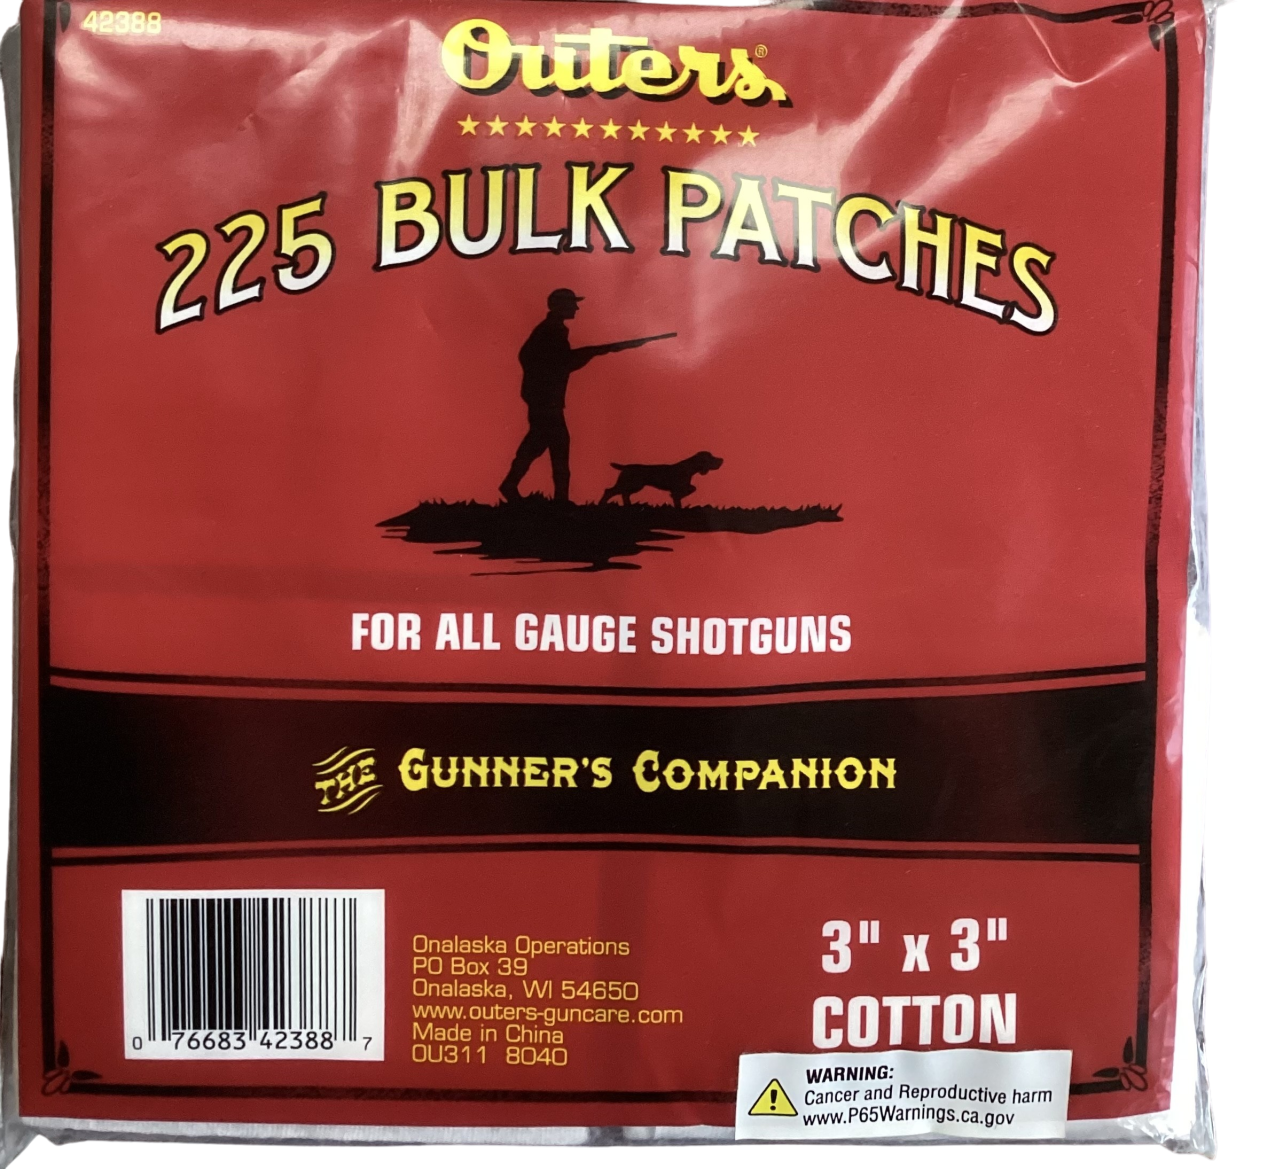 42388
Outers®
225 BULK PATCHES
FOR ALL GAUGE SHOTGUNS
THE GUNNER'S COMPANION
0 76683 42388 7
Onalaska Operations
PO Box 39
Onalaska, WI 54650
www.outers-guncare.com
Made in China
OU311 8040
3" x 3"
COTTON
WARNING:
Cancer and Reproductive harm
www.P65Warnings.ca.gov